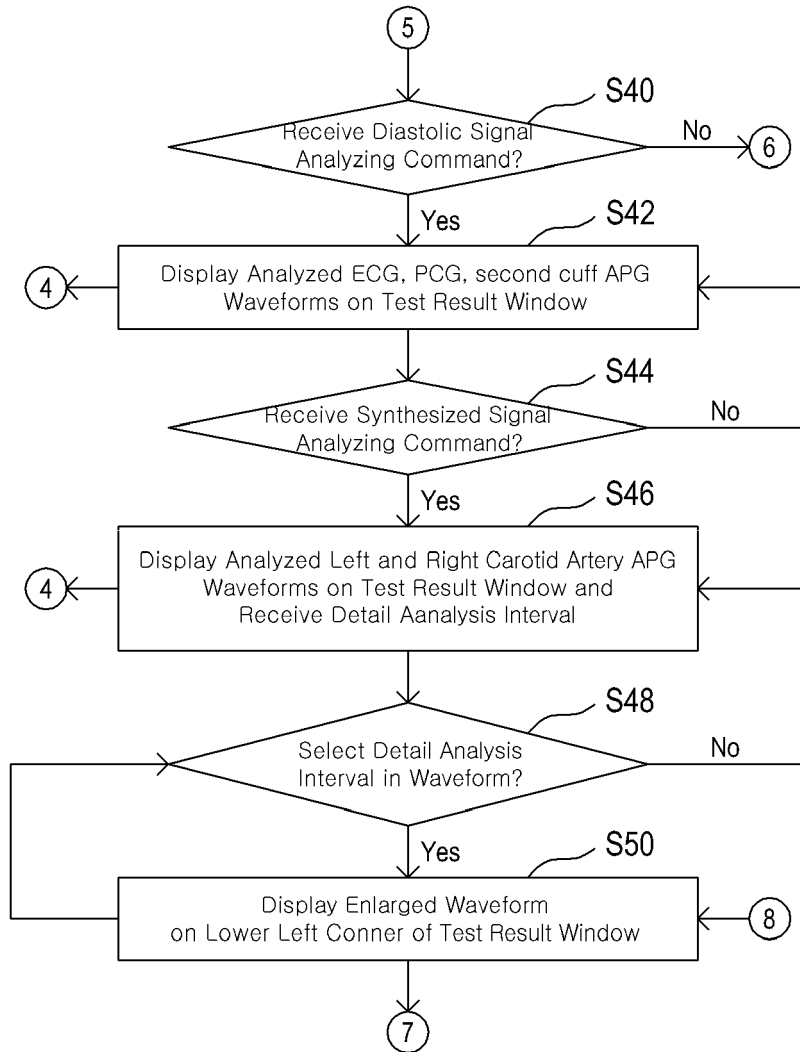 5
S40
Receive Diastolic Signal
Analyzing Command?
No
6
Yes
S42
Display Analyzed ECG, PCG, second cuff APG
Waveforms on Test Result Window
4
S44
Receive Synthesized Signal
Analyzing Command?
No
Yes
S46
Display Analyzed Left and Right Carotid Artery APG
Waveforms on Test Result Window and
Receive Detail Aanalysis Interval
4
S48
Select Detail Analysis
Interval in Waveform?
No
Yes
S50
Display Enlarged Waveform
on Lower Left Conner of Test Result Window
8
7